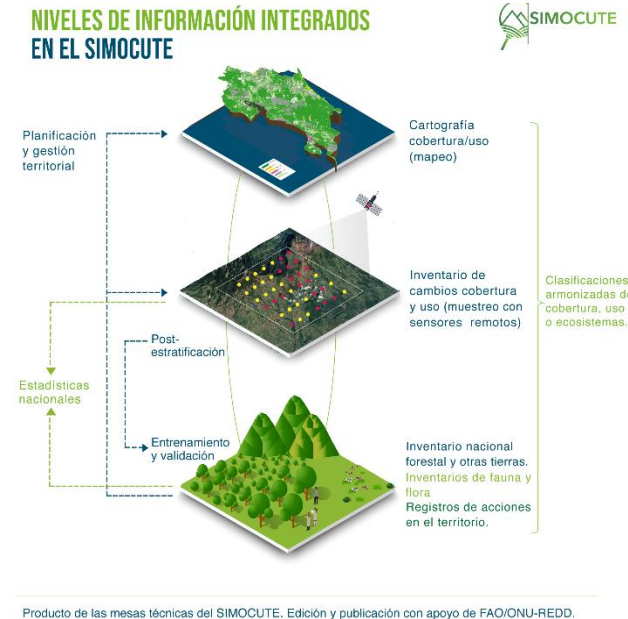 NIVELES DE INFORMACIÓN INTEGRADOS
EN EL SIMOCUTE
SIMOCUTE
Planificación
y gestión
territorial
Cartografía
cobertura/uso
(mapeo)
Inventario de
cambios cobertura
y uso (muestreo con
sensores remotos)
Clasificaciones
armonizadas de
cobertura, uso
o ecosistemas.
Post-
estratificación
Estadísticas
nacionales
Entrenamiento
y validación
Inventario nacional
forestal y otras tierras.
Inventarios de fauna y
flora
Registros de acciones
en el territorio.
Producto de las mesas técnicas del SIMOCUTE. Edición y publicación con apoyo de FAO/ONU-REDD.